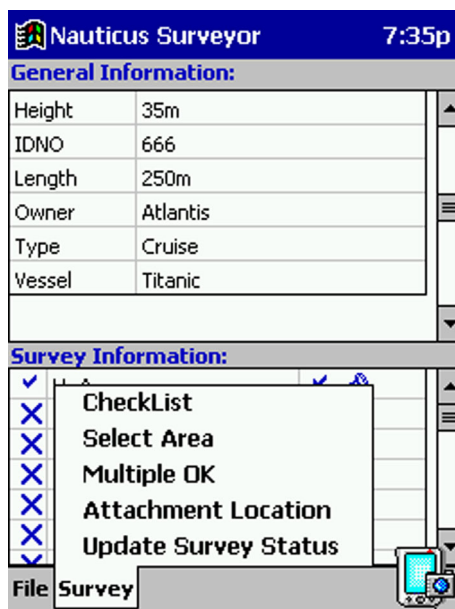 Nauticus Surveyor 7:35p
General Information:
Height 35m
IDNO 666
Length 250m
Owner Atlantis
Type Cruise
Vessel Titanic
Survey Information:
CheckList
Select Area
Multiple OK
Attachment Location
Update Survey Status
File Survey